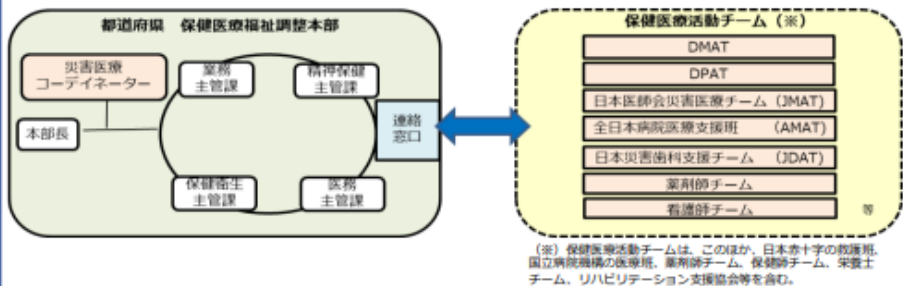 都道府県　保健医療福祉調整本部
災害医療
コーディネーター
本部長
業務
主管課
精神保健
主管課
保健衛生
主管課
医務
主管課
連絡
窓口
保健医療活動チーム（※）
DMAT
DPAT
日本医師会災害医療チーム（JMAT）
全日本病院医療支援班　（AMAT）
日本災害歯科支援チーム　（JDAT）
薬剤師チーム
看護師チーム
等
（※）保健医療活動チームは、このほか、日本赤十字の救護班、
国立病院機構の医療班、薬剤師チーム、保健師チーム、栄養士
チーム、リハビリテーション支援協会等を含む。